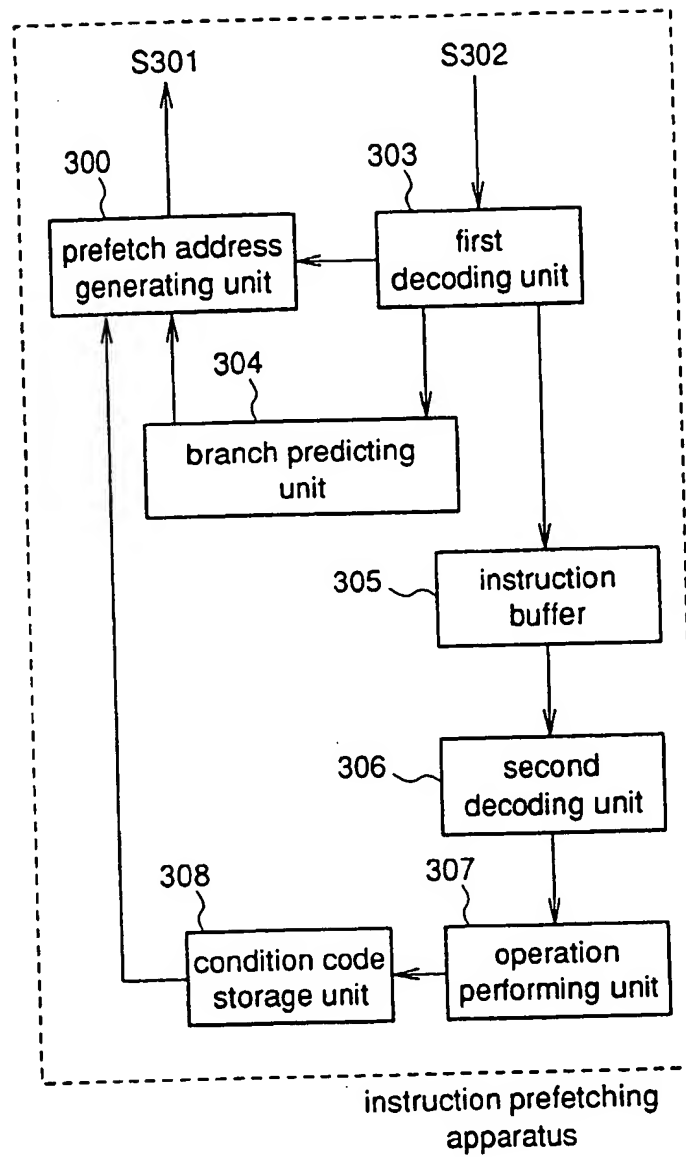 S301
S302
300
303
prefetch address
generating unit
first
decoding unit
304
branch predicting
unit
305
instruction
buffer
306
second
decoding unit
308
307
condition code
storage unit
operation
performing unit
instruction prefetching
apparatus